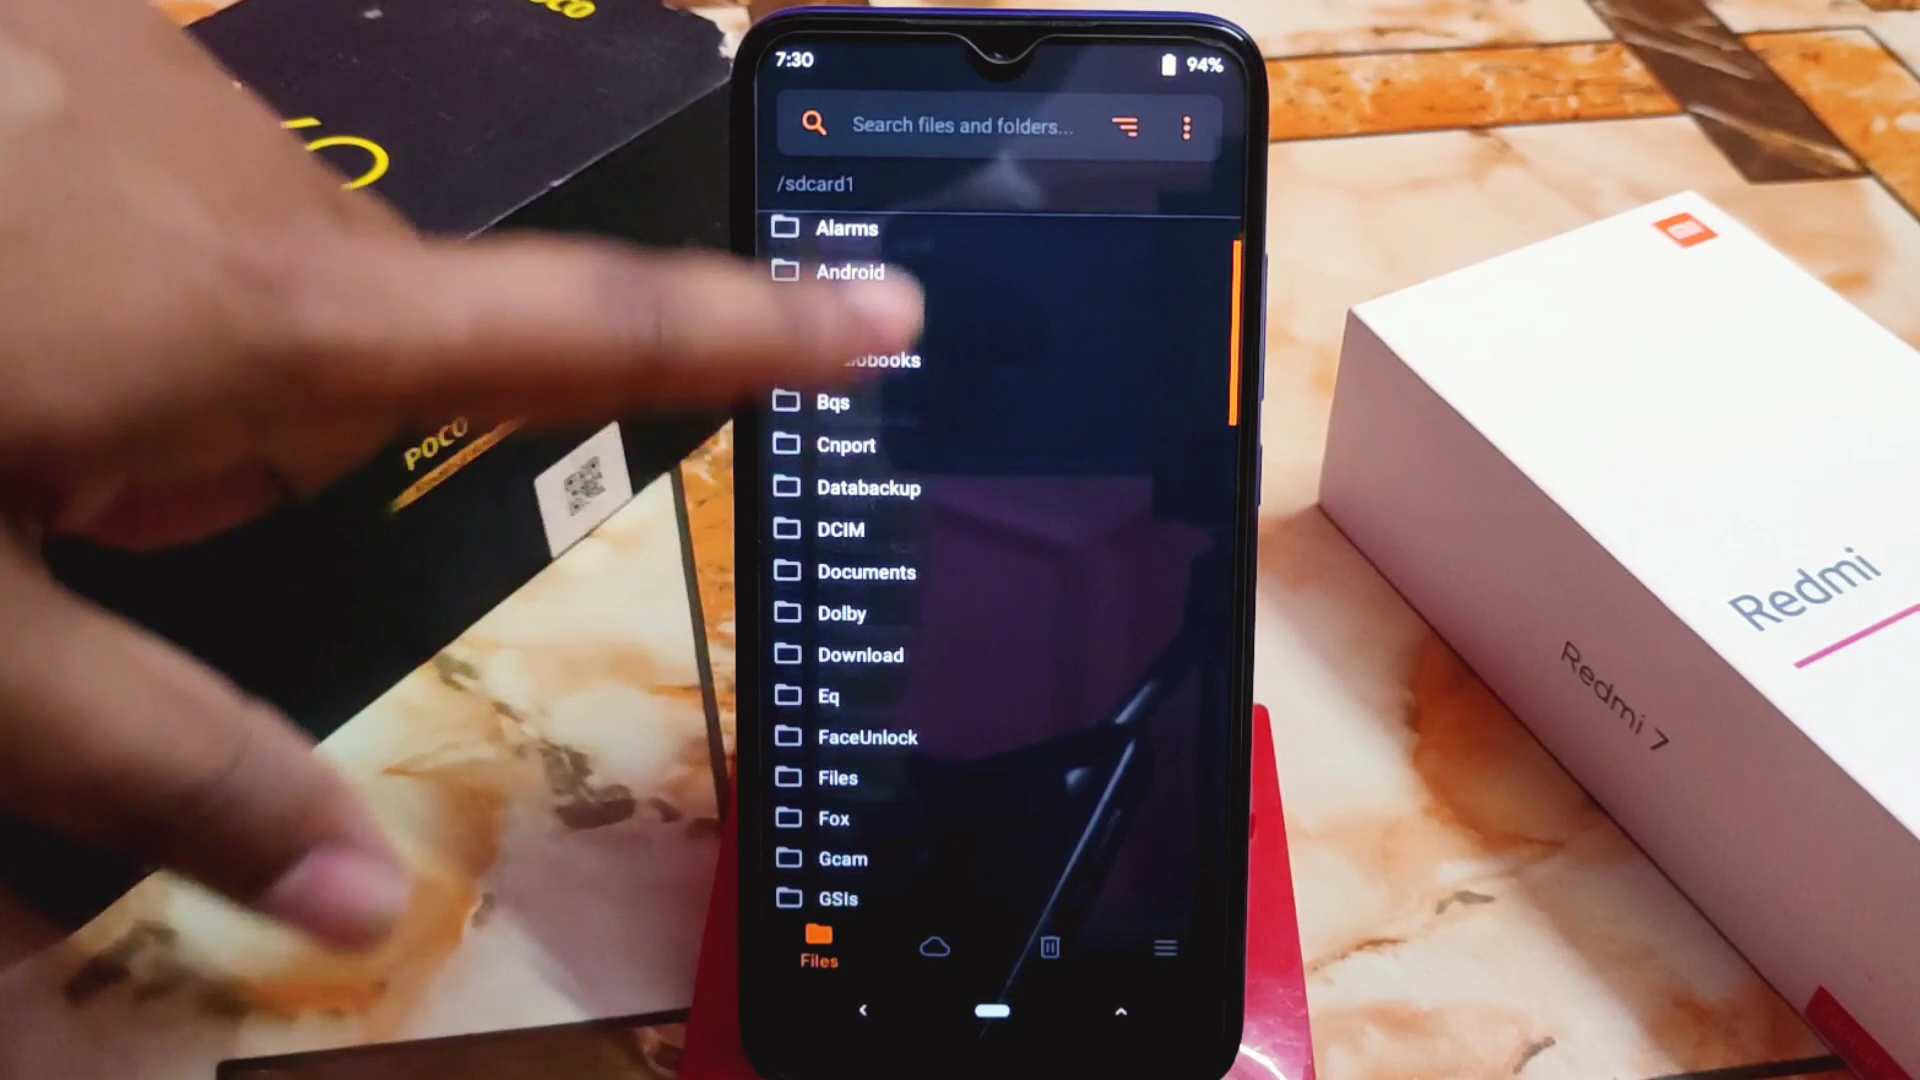 7:30
94%
Search files and folders...
/sdcard1
Alarms
Android
Bqs
Cnport
Databackup
DCIM
Documents
Dolby
Download
Eq
FaceUnlock
Files
Fox
Gcam
GSIs
Files
POCO
Redmi
Redmi 7